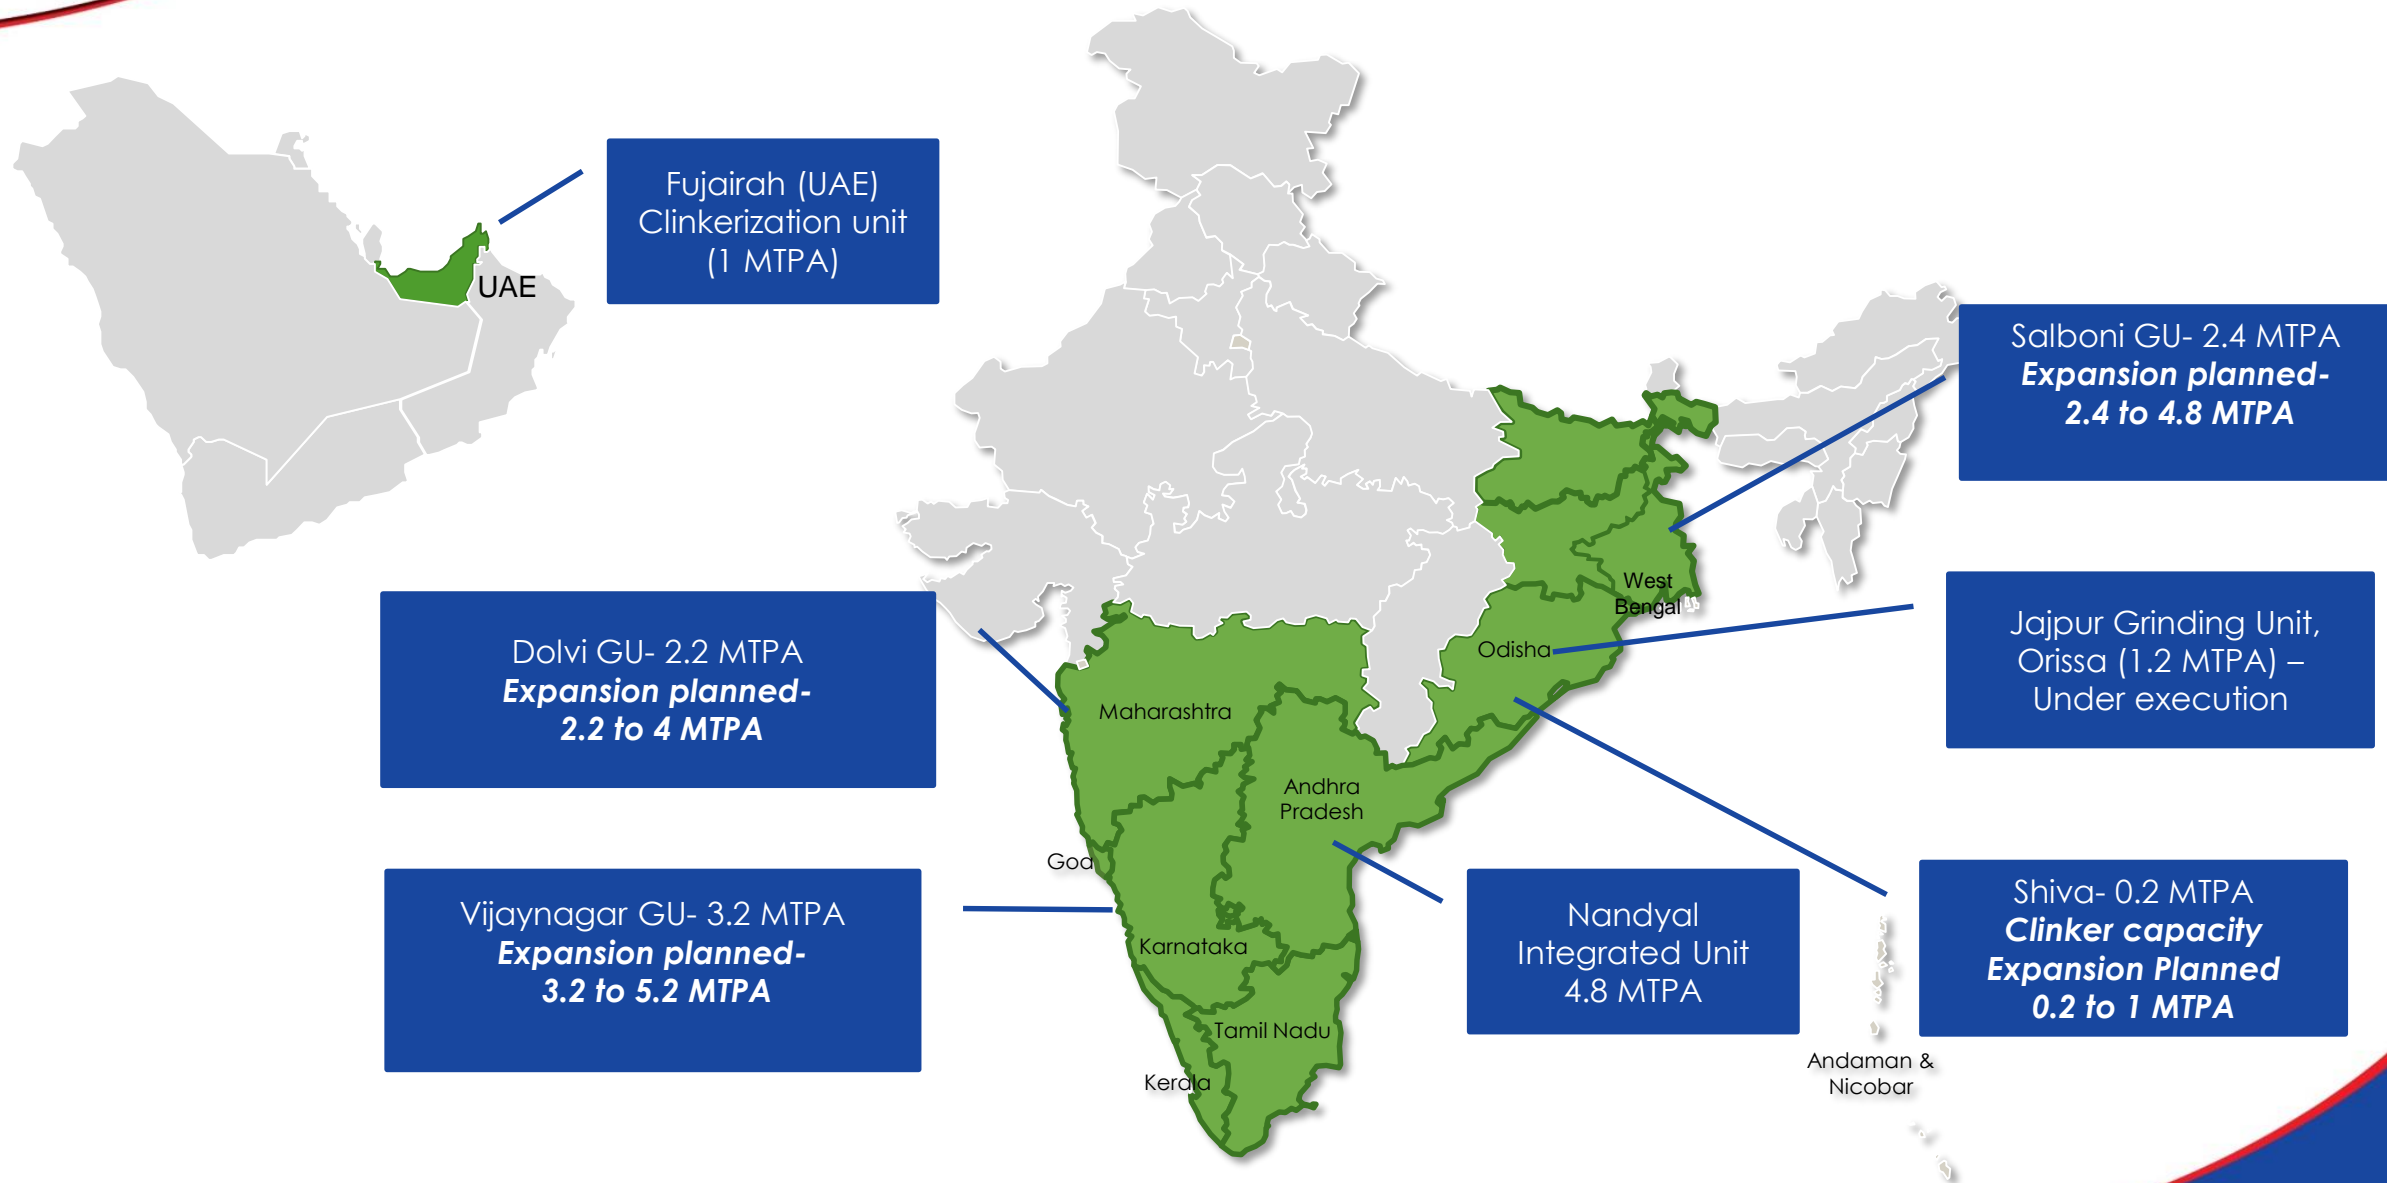 Fujairah (UAE)
Clinkerization unit
(1 MTPA)
UAE
Salboni GU- 2.4 MTPA
Expansion planned-
2.4 to 4.8 MTPA
West
Bengal
Jajpur Grinding Unit,
Orissa (1.2 MTPA) –
Under execution
Odisha
Dolvi GU- 2.2 MTPA
Expansion planned-
2.2 to 4 MTPA
Maharashtra
Andhra
Pradesh
Goa
Vijaynagar GU- 3.2 MTPA
Expansion planned-
3.2 to 5.2 MTPA
Karnataka
Nandyal
Integrated Unit
4.8 MTPA
Shiva- 0.2 MTPA
Clinker capacity
Expansion Planned
0.2 to 1 MTPA
Tamil Nadu
Kerala
Andaman &
Nicobar